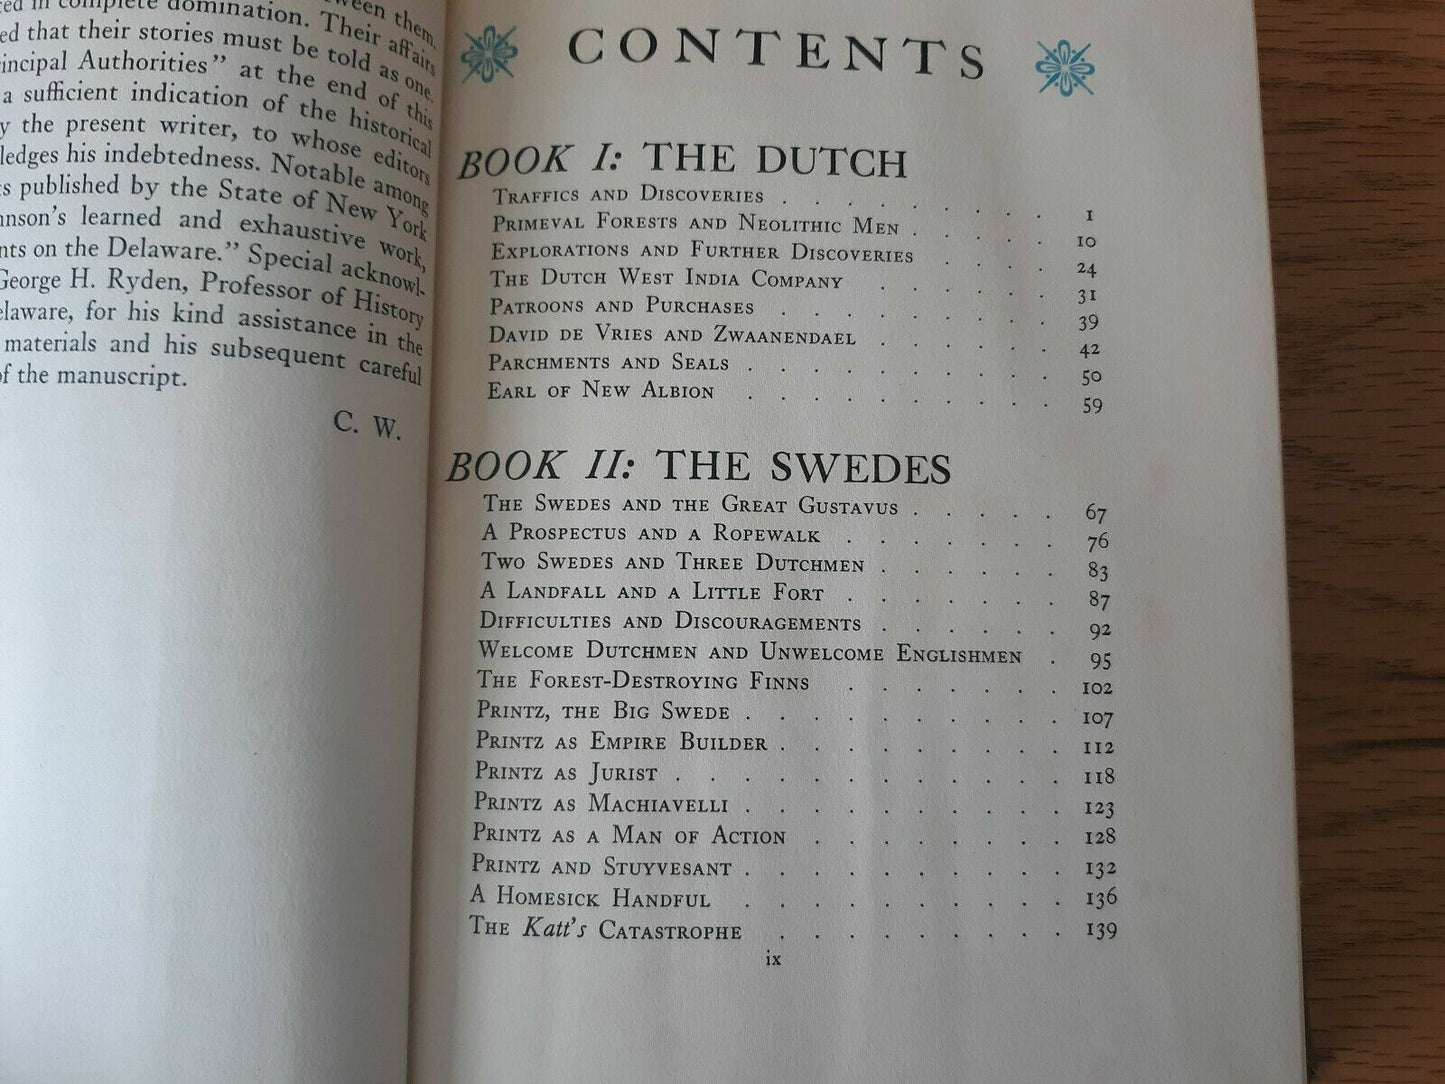 ween them.
ted in complete domination. Their affairs
ed that their stories must be told as one.
incipal Authorities" at the end of this
a sufficient indication of the historical
y the present writer, to whose editors
ledges his indebtedness. Notable among
s published by the State of New York
nson's learned and exhaustive work,
nts on the Delaware." Special acknowl-
George H. Ryden, Professor of History
elaware, for his kind assistance in the
materials and his subsequent careful
of the manuscript.
C. W.
CONTENTS
BOOK I: THE DUTCH
Traffics and Discoveries . . . . . . . . 1
Primeval Forests and Neolithic Men . . . . . 10
Explorations and Further Discoveries . . . . 24
The Dutch West India Company . . . . . . 31
Patroons and Purchases . . . . . . . . . 39
David de Vries and Zwaanendael . . . . . . 42
Parchments and Seals . . . . . . . . . . 50
Earl of New Albion . . . . . . . . . . 59
BOOK II: THE SWEDES
The Swedes and the Great Gustavus . . . . . 67
A Prospectus and a Ropewalk . . . . . . . 76
Two Swedes and Three Dutchmen . . . . . . 83
A Landfall and a Little Fort . . . . . . . 87
Difficulties and Discouragements . . . . . . 92
Welcome Dutchmen and Unwelcome Englishmen . 95
The Forest-Destroying Finns . . . . . . . 102
Printz, the Big Swede . . . . . . . . . . 107
Printz as Empire Builder . . . . . . . . . 112
Printz as Jurist . . . . . . . . . . . . 118
Printz as Machiavelli . . . . . . . . . . 123
Printz as a Man of Action . . . . . . . . 128
Printz and Stuyvesant . . . . . . . . . . 132
A Homesick Handful . . . . . . . . . . 136
The Katt's Catastrophe . . . . . . . . . 139
ix